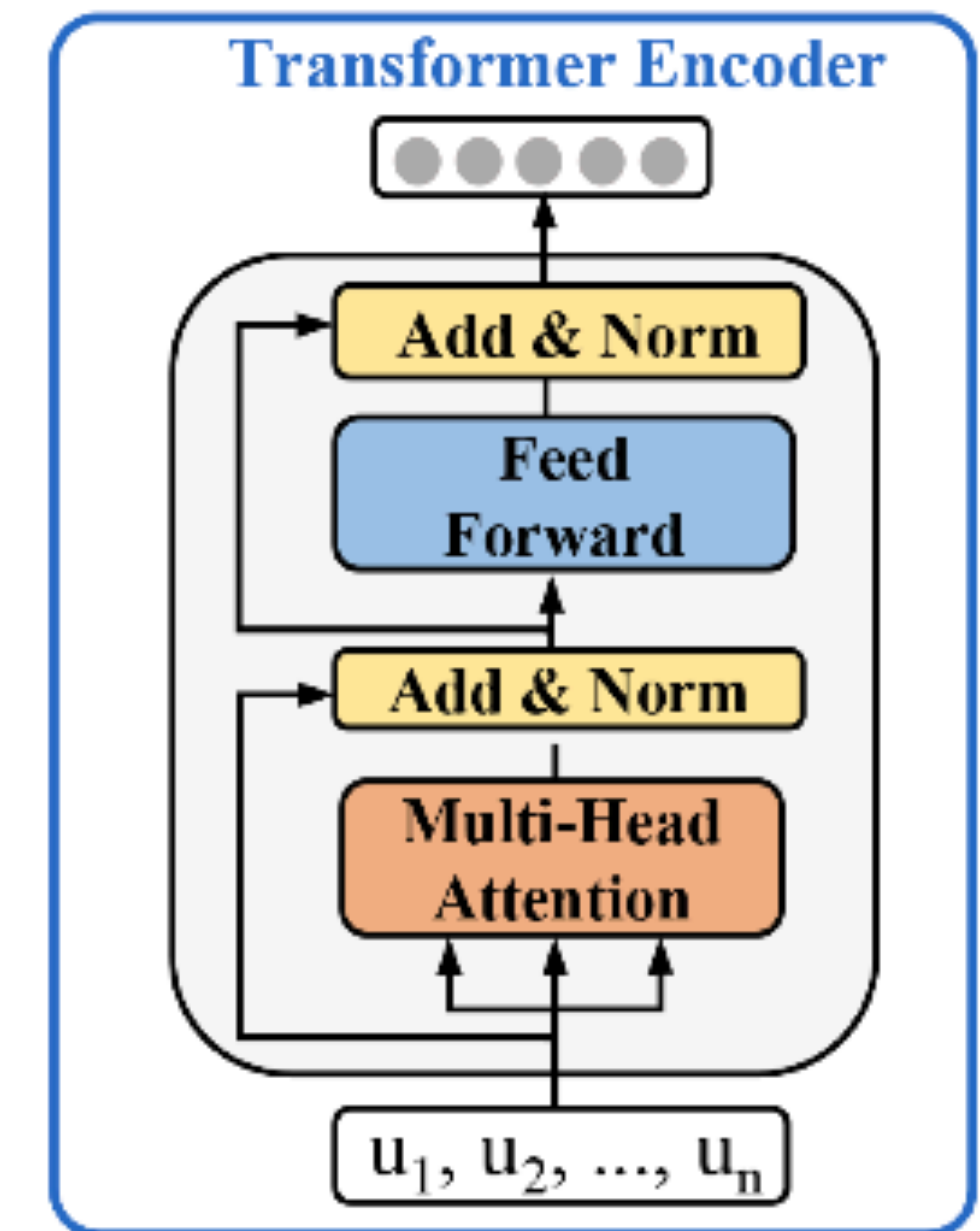 Transformer Encoder
Add & Norm
Feed
Forward
Add & Norm
Multi-Head
Attention
u₁, u₂, ..., uₙ